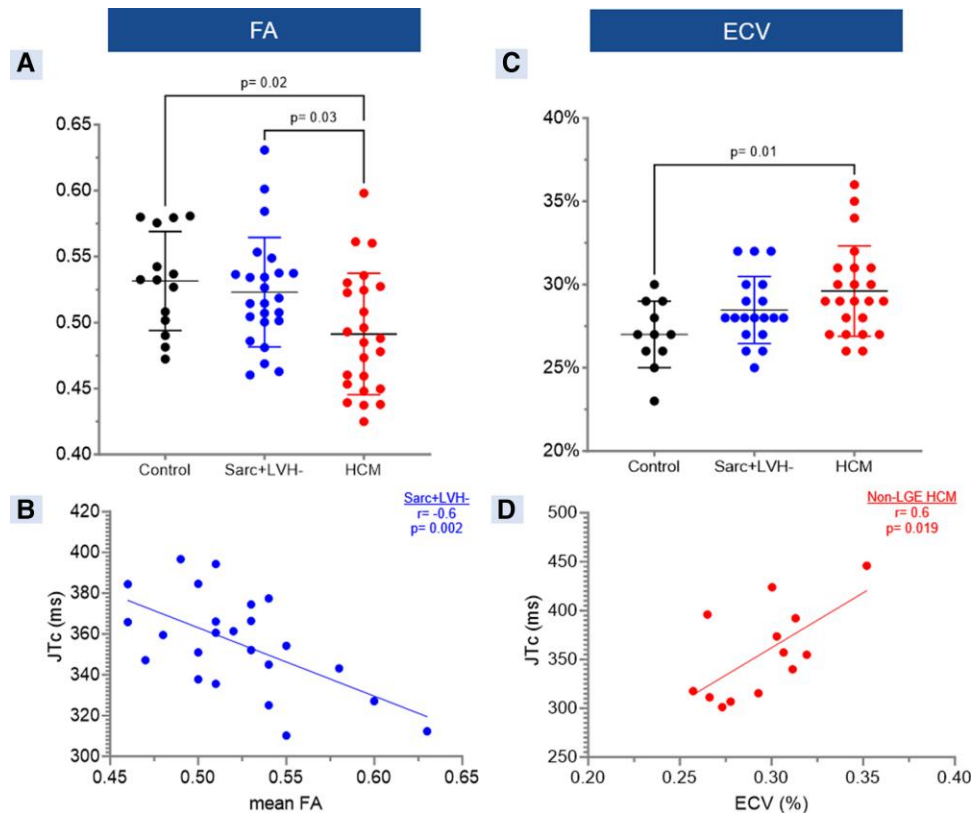 FA
A
p= 0.02
p= 0.03
0.65
0.60
0.55
0.50
0.45
0.40
Control Sarc+LVH- HCM
ECV
C
p= 0.01
40%
35%
30%
25%
20%
Control Sarc+LVH- HCM
B
Sarc+LVH-
r= -0.6
p= 0.002
JTc (ms)
420
400
380
360
340
320
300
0.45 0.50 0.55 0.60 0.65
mean FA
D
Non-LGE HCM
r= 0.6
p= 0.019
JTc (ms)
500
450
400
350
300
250
0.20 0.25 0.30 0.35 0.40
ECV (%)